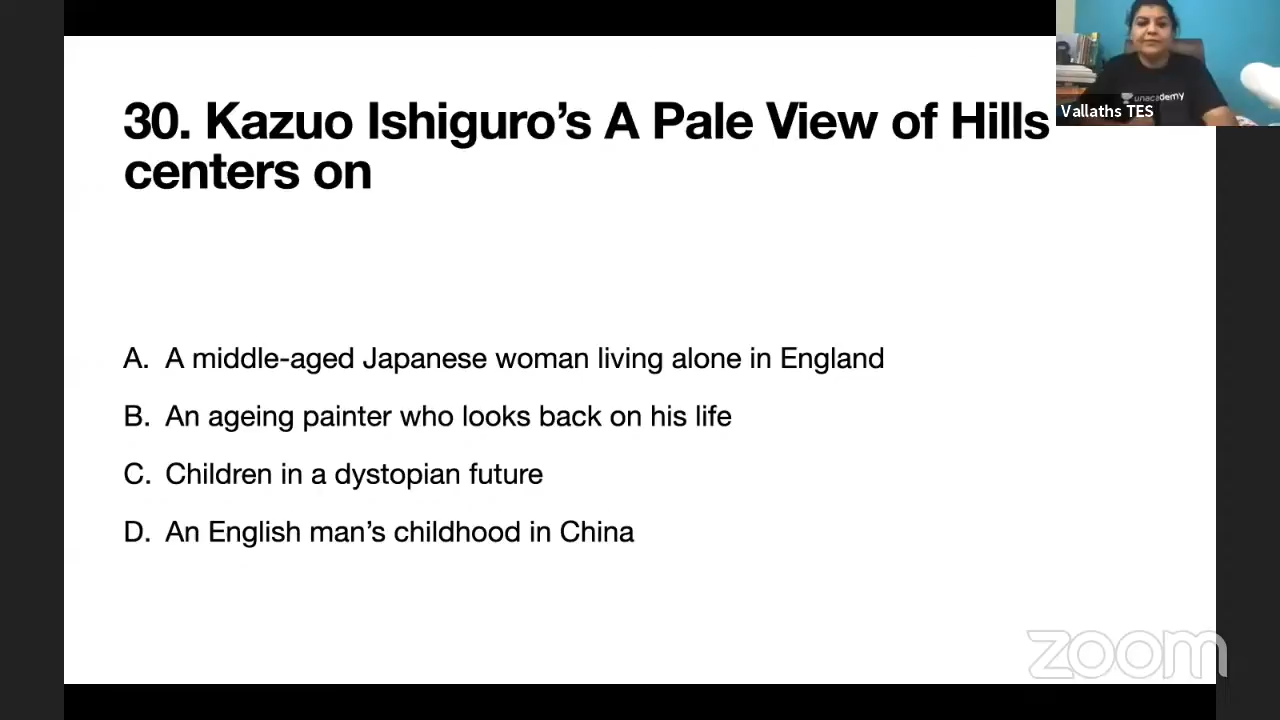 30. Kazuo Ishiguro’s A Pale View of Hills
centers on
A. A middle-aged Japanese woman living alone in England
B. An ageing painter who looks back on his life
C. Children in a dystopian future
D. An English man’s childhood in China
unacademy
Vallaths TES
zoom